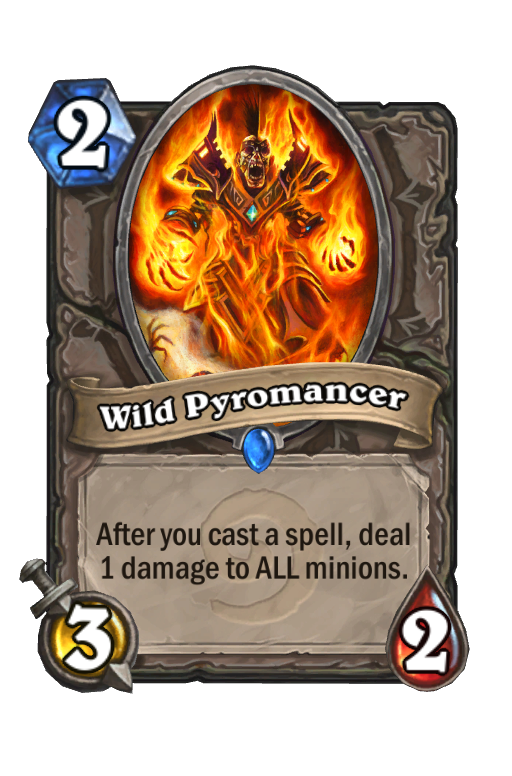 2
Wild Pyromancer
After you cast a spell, deal
1 damage to ALL minions.
3
2